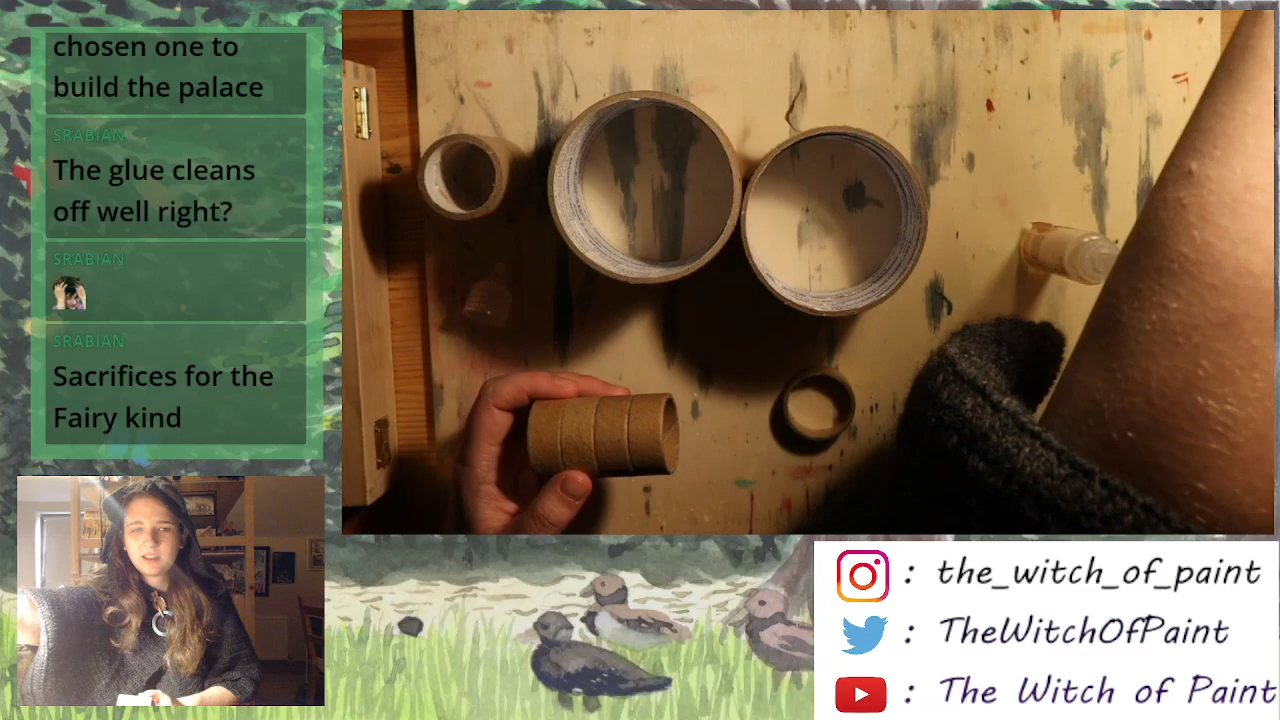 chosen one to
build the palace
SRABIAN
The glue cleans
off well right?
SRABIAN
SRABIAN
Sacrifices for the
Fairy kind
: the_witch_of_paint
: TheWitchOfPaint
: The Witch of Paint